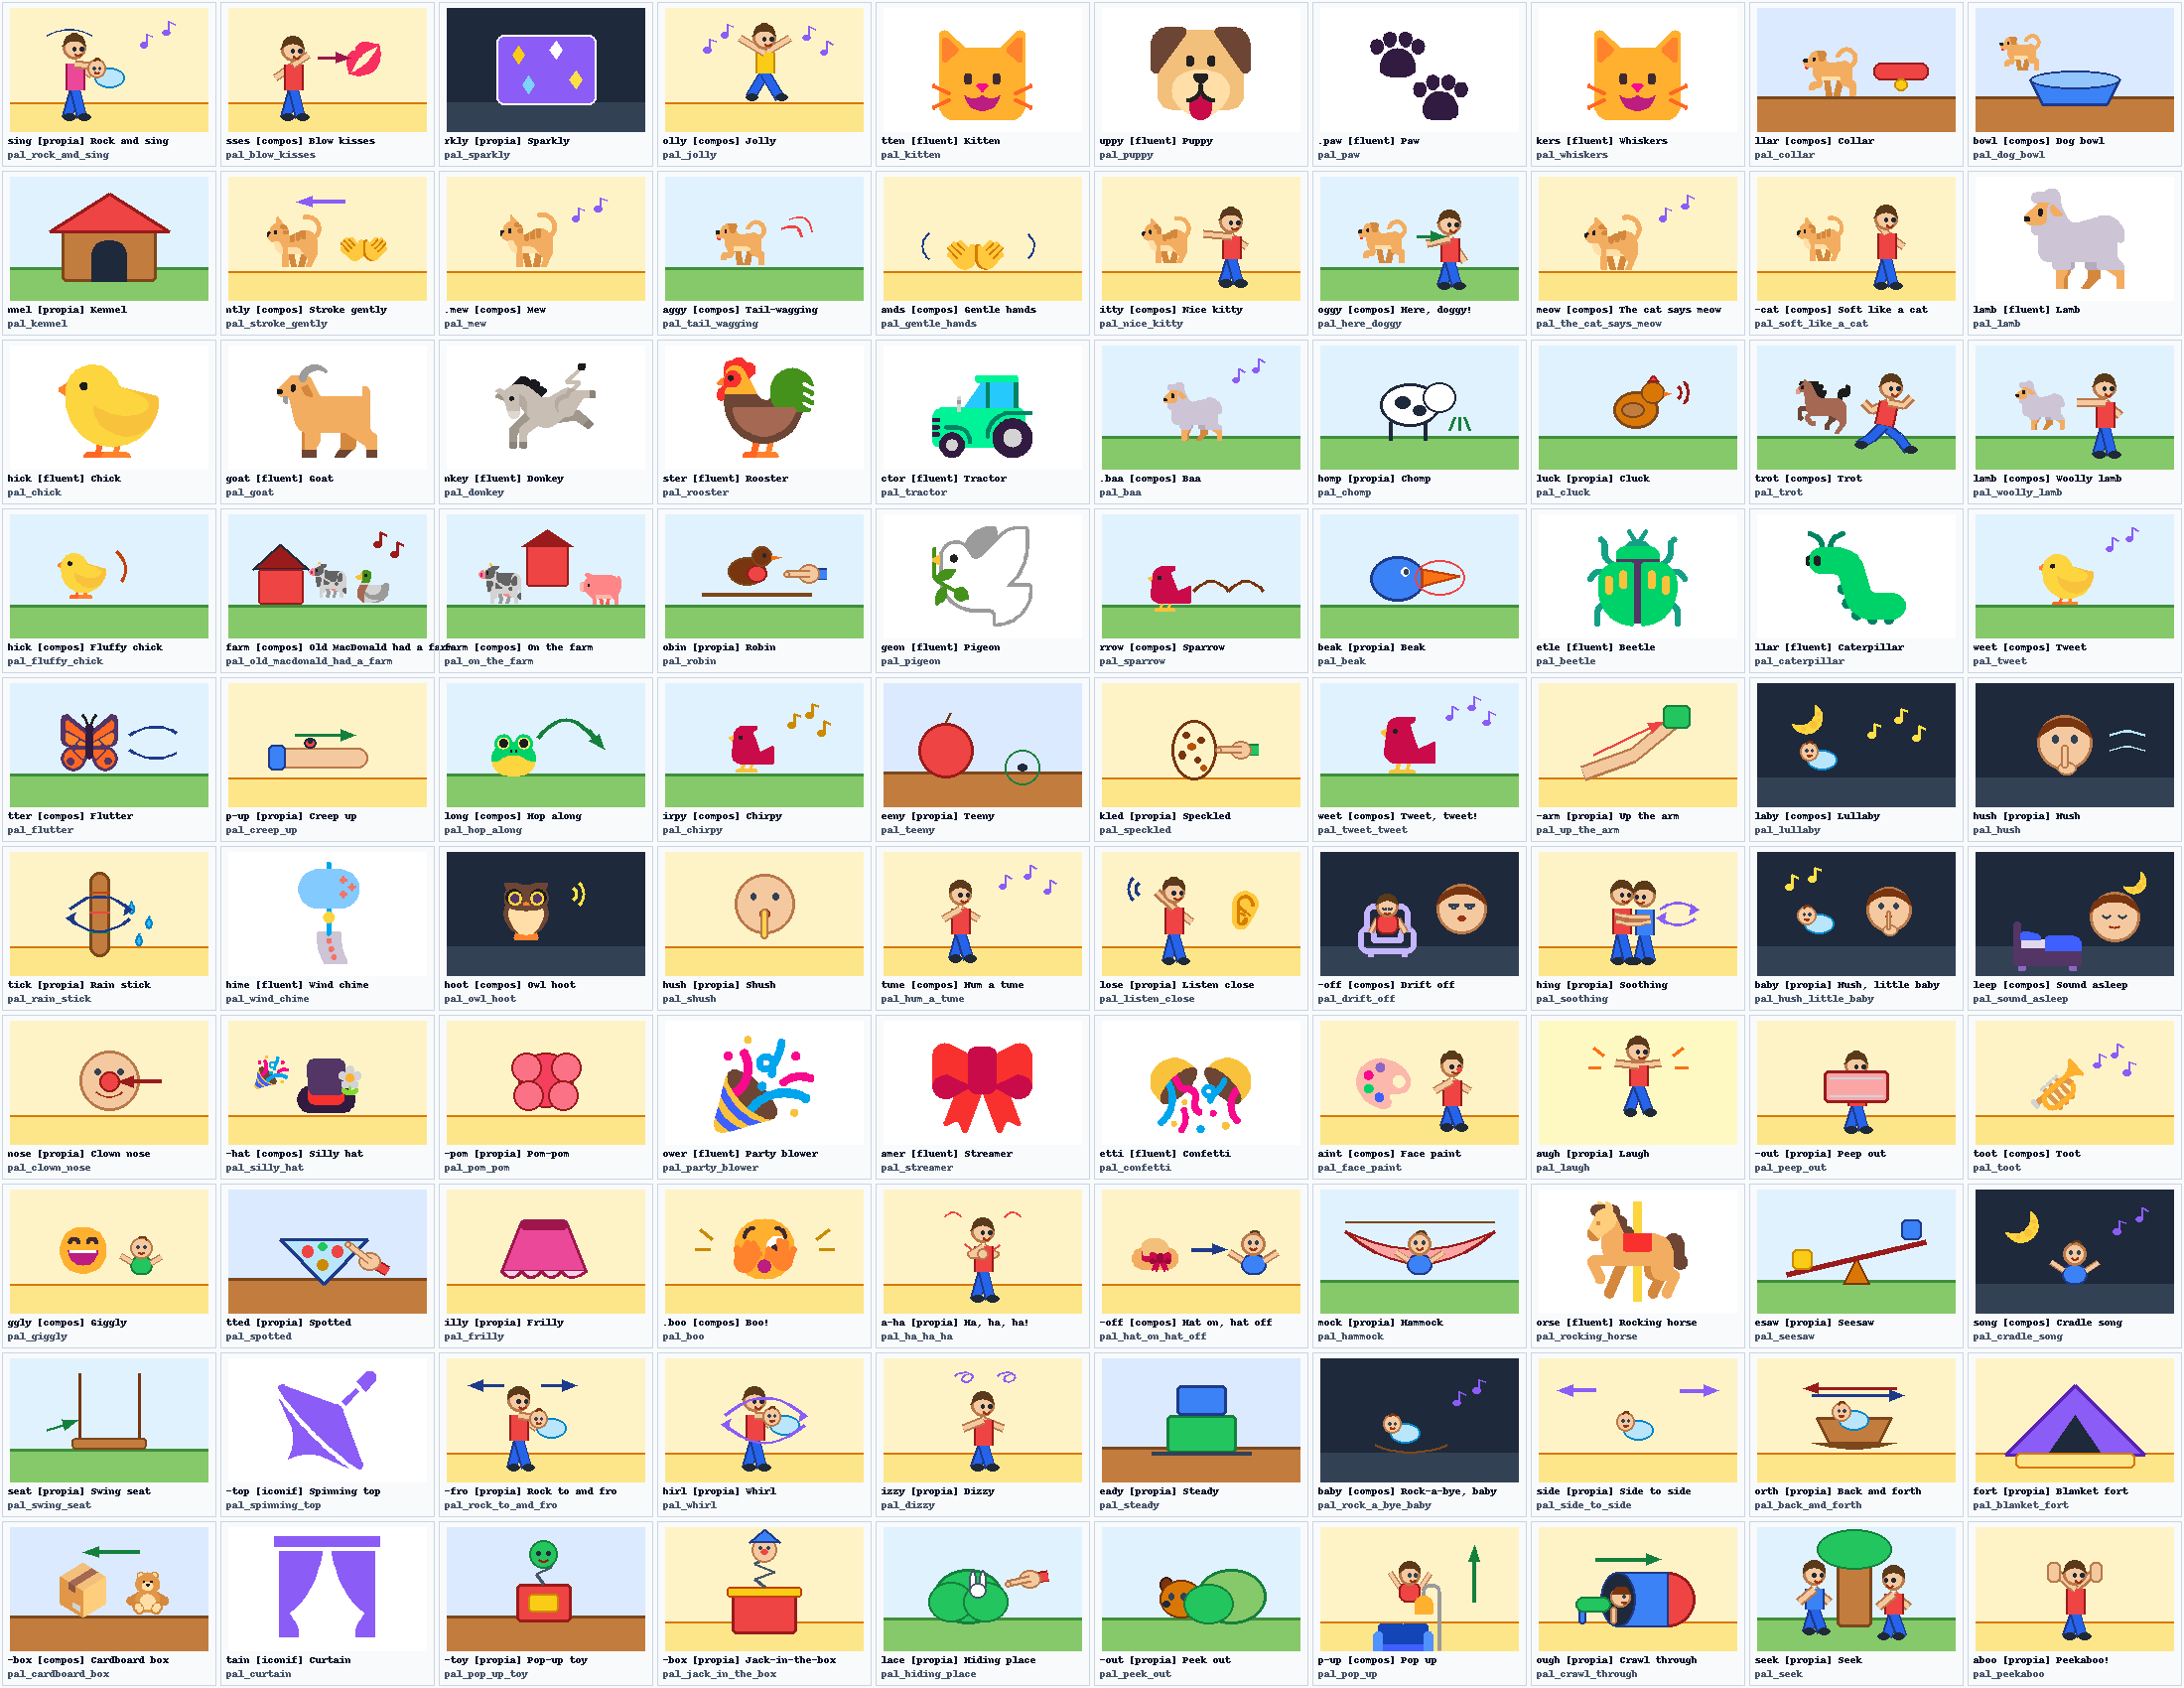 sing [propia] Rock and sing
pal_rock_and_sing
sses [compos] Blow kisses
pal_blow_kisses
rkly [propia] Sparkly
pal_sparkly
olly [compos] Jolly
pal_jolly
tten [fluent] Kitten
pal_kitten
uppy [fluent] Puppy
pal_puppy
.paw [fluent] Paw
pal_paw
kers [fluent] Whiskers
pal_whiskers
llar [compos] Collar
pal_collar
bowl [compos] Dog bowl
pal_dog_bowl
nnel [propia] Kennel
pal_kennel
ntly [compos] Stroke gently
pal_stroke_gently
.mew [compos] Mew
pal_mew
aggy [compos] Tail-wagging
pal_tail_wagging
ands [compos] Gentle hands
pal_gentle_hands
itty [compos] Nice kitty
pal_nice_kitty
oggy [compos] Here, doggy!
pal_here_doggy
meow [compos] The cat says meow
pal_the_cat_says_meow
-cat [compos] Soft like a cat
pal_soft_like_a_cat
lamb [fluent] Lamb
pal_lamb
hick [fluent] Chick
pal_chick
goat [fluent] Goat
pal_goat
nkey [fluent] Donkey
pal_donkey
ster [fluent] Rooster
pal_rooster
ctor [fluent] Tractor
pal_tractor
.baa [compos] Baa
pal_baa
homp [propia] Chomp
pal_chomp
luck [propia] Cluck
pal_cluck
trot [compos] Trot
pal_trot
lamb [compos] Woolly lamb
pal_woolly_lamb
hick [compos] Fluffy chick
pal_fluffy_chick
farm [compos] Old MacDonald had a farm
pal_old_macdonald_had_a_farm
farm [compos] On the farm
pal_on_the_farm
obin [propia] Robin
pal_robin
geon [fluent] Pigeon
pal_pigeon
rrow [compos] Sparrow
pal_sparrow
beak [propia] Beak
pal_beak
etle [fluent] Beetle
pal_beetle
llar [fluent] Caterpillar
pal_caterpillar
weet [compos] Tweet
pal_tweet
tter [compos] Flutter
pal_flutter
p-up [propia] Creep up
pal_creep_up
long [compos] Hop along
pal_hop_along
irpy [compos] Chirpy
pal_chirpy
eeny [propia] Teeny
pal_teeny
kled [propia] Speckled
pal_speckled
weet [compos] Tweet, tweet!
pal_tweet_tweet
-arm [propia] Up the arm
pal_up_the_arm
laby [compos] Lullaby
pal_lullaby
hush [propia] Hush
pal_hush
tick [propia] Rain stick
pal_rain_stick
hime [fluent] Wind chime
pal_wind_chime
hoot [compos] Owl hoot
pal_owl_hoot
hush [propia] Shush
pal_shush
tune [compos] Hum a tune
pal_hum_a_tune
lose [propia] Listen close
pal_listen_close
-off [compos] Drift off
pal_drift_off
hing [propia] Soothing
pal_soothing
baby [propia] Hush, little baby
pal_hush_little_baby
leep [compos] Sound asleep
pal_sound_asleep
nose [propia] Clown nose
pal_clown_nose
-hat [compos] Silly hat
pal_silly_hat
-pom [propia] Pom-pom
pal_pom_pom
ower [fluent] Party blower
pal_party_blower
amer [fluent] Streamer
pal_streamer
etti [fluent] Confetti
pal_confetti
aint [compos] Face paint
pal_face_paint
augh [propia] Laugh
pal_laugh
-out [propia] Peep out
pal_peep_out
toot [compos] Toot
pal_toot
ggly [compos] Giggly
pal_giggly
tted [propia] Spotted
pal_spotted
illy [propia] Frilly
pal_frilly
.boo [compos] Boo!
pal_boo
a-ha [propia] Ha, ha, ha!
pal_ha_ha_ha
-off [compos] Hat on, hat off
pal_hat_on_hat_off
mock [propia] Hammock
pal_hammock
orse [fluent] Rocking horse
pal_rocking_horse
esaw [propia] Seesaw
pal_seesaw
song [compos] Cradle song
pal_cradle_song
seat [propia] Swing seat
pal_swing_seat
-top [iconif] Spinning top
pal_spinning_top
-fro [propia] Rock to and fro
pal_rock_to_and_fro
hirl [propia] Whirl
pal_whirl
izzy [propia] Dizzy
pal_dizzy
eady [propia] Steady
pal_steady
baby [compos] Rock-a-bye, baby
pal_rock_a_bye_baby
side [propia] Side to side
pal_side_to_side
orth [propia] Back and forth
pal_back_and_forth
fort [propia] Blanket fort
pal_blanket_fort
-box [compos] Cardboard box
pal_cardboard_box
tain [iconif] Curtain
pal_curtain
-toy [propia] Pop-up toy
pal_pop_up_toy
-box [propia] Jack-in-the-box
pal_jack_in_the_box
lace [propia] Hiding place
pal_hiding_place
-out [propia] Peek out
pal_peek_out
p-up [compos] Pop up
pal_pop_up
ough [propia] Crawl through
pal_crawl_through
seek [propia] Seek
pal_seek
aboo [propia] Peekaboo!
pal_peekaboo